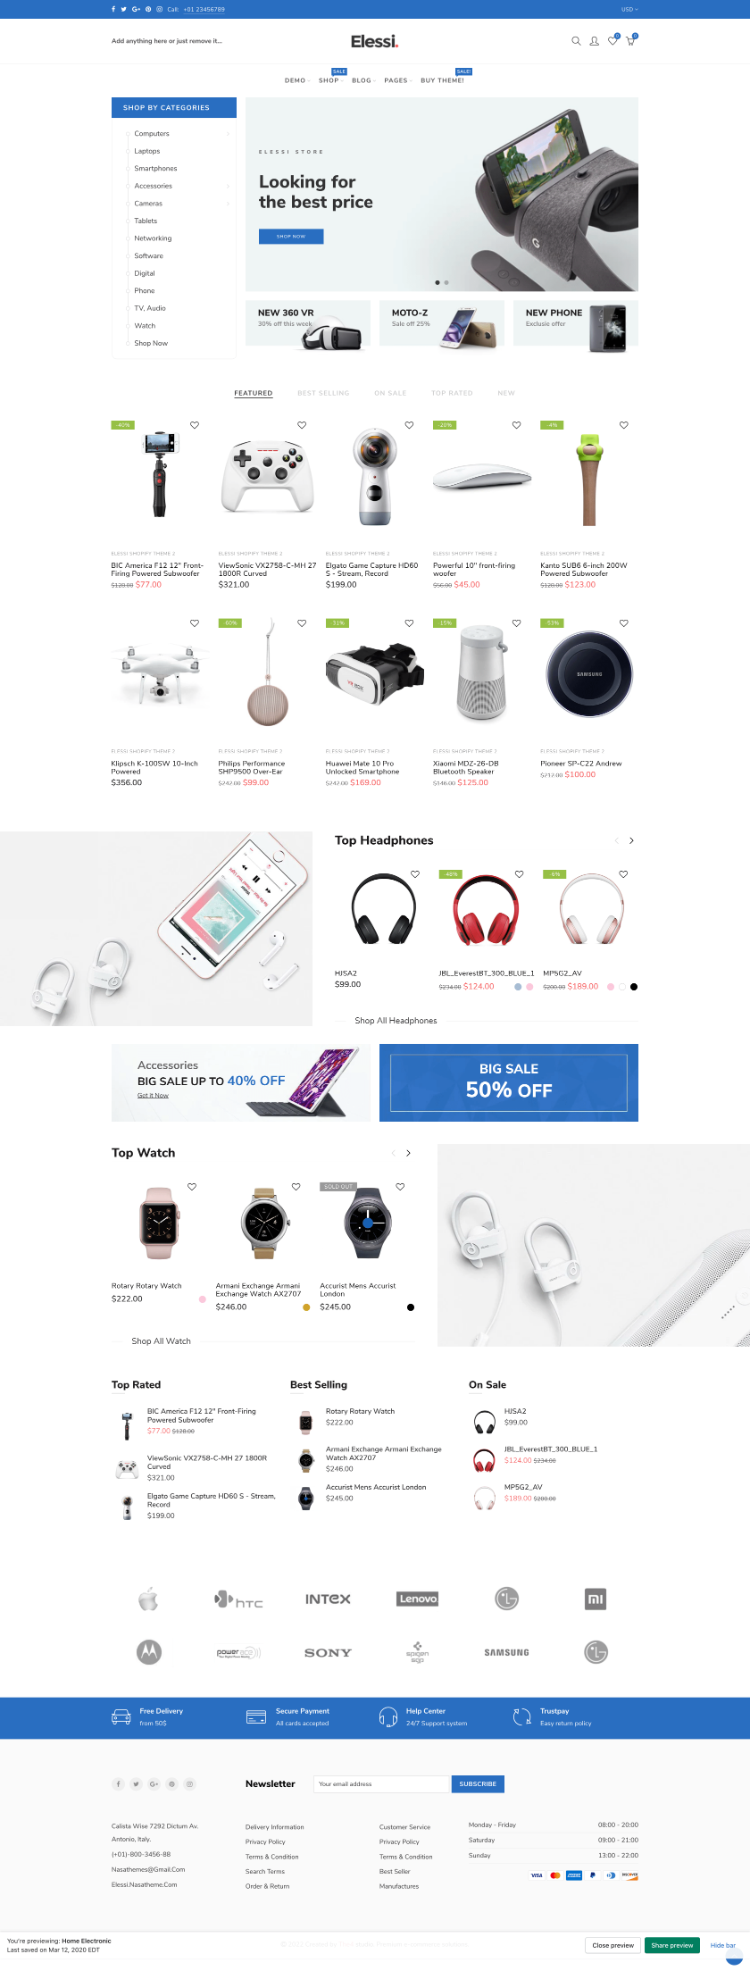 Call: +01 23456789
USD
Add anything here or just remove it...
Elessi.
0
0
SALE
SALE!
DEMO
SHOP
BLOG
PAGES
BUY THEME!
SHOP BY CATEGORIES
Computers
Laptops
Smartphones
Accessories
Cameras
Tablets
Networking
Software
Digital
Phone
TV, Audio
Watch
Shop Now
ELESSI STORE
Looking for
the best price
SHOP NOW
NEW 360 VR
30% off this week
MOTO-Z
Sale off 25%
NEW PHONE
Exclusie offer
FEATURED
BEST SELLING
ON SALE
TOP RATED
NEW
-40%
-20%
-4%
ELESSI SHOPIFY THEME 2
BIC America F12 12" Front-
Firing Powered Subwoofer
$128.00 $77.00
ELESSI SHOPIFY THEME 2
ViewSonic VX2758-C-MH 27
1800R Curved
$321.00
ELESSI SHOPIFY THEME 2
Elgato Game Capture HD60
S - Stream, Record
$199.00
ELESSI SHOPIFY THEME 2
Powerful 10" front-firing
woofer
$56.00 $45.00
ELESSI SHOPIFY THEME 2
Kanto SUB6 6-inch 200W
Powered Subwoofer
$123.00
SAMSUNG
ELESSI SHOPIFY THEME 2
Klipsch K-100SW 10-Inch
Powered
$356.00
ELESSI SHOPIFY THEME 2
Philips Performance
SHP9500 Over-Ear
$247.00 $99.00
ELESSI SHOPIFY THEME 2
Huawei Mate 10 Pro
Unlocked Smartphone
$169.00
ELESSI SHOPIFY THEME 2
Xiaomi MDZ-26-DB
Bluetooth Speaker
$125.00
ELESSI SHOPIFY THEME 2
Pioneer SP-C22 Andrew
$100.00
Top Headphones
HJSA2
$99.00
JBL_EverestBT_300_BLUE_1
$234.00 $124.00
MP5G2_AV
$200.00 $189.00
Shop All Headphones
Accessories
BIG SALE UP TO 40% OFF
Get It Now
BIG SALE
50% OFF
Top Watch
SOLD OUT
Rotary Rotary Watch
$222.00
Armani Exchange Armani
Exchange Watch AX2707
$246.00
Accurist Mens Accurist
London
$245.00
Shop All Watch
Top Rated
BIC America F12 12" Front-Firing
Powered Subwoofer
$77.00 $128.00
ViewSonic VX2758-C-MH 27 1800R
Curved
$321.00
Elgato Game Capture HD60 S - Stream,
Record
$199.00
Best Selling
Rotary Rotary Watch
$222.00
Armani Exchange Armani Exchange
Watch AX2707
$246.00
Accurist Mens Accurist London
$245.00
On Sale
HJSA2
$99.00
JBL_EverestBT_300_BLUE_1
$124.00 $234.00
MP5G2_AV
$189.00 $200.00
hTC
INTEX
Lenovo
LG
mi
SONY
spigen
sgp
SAMSUNG
LG
Free Delivery
from 50$
Secure Payment
All cards accepted
Help Center
24/7 Support system
Trustpay
Easy return policy
Newsletter
Your email address
SUBSCRIBE
Calista Wise 7292 Dictum Av.
Antonio, Italy.
(+01)-800-3456-88
Nasathemes@Gmail.Com
Elessi.Nasatheme.Com
Delivery Information
Privacy Policy
Terms & Condition
Search Terms
Order & Return
Customer Service
Privacy Policy
Terms & Condition
Best Seller
Manufactures
Monday - Friday 08:00 - 20:00
Saturday 09:00 - 21:00
Sunday 13:00 - 22:00
VISA
You're previewing: Home Electronic
Last saved on Mar 12, 2020 EDT
Close preview
Share preview
Hide bar